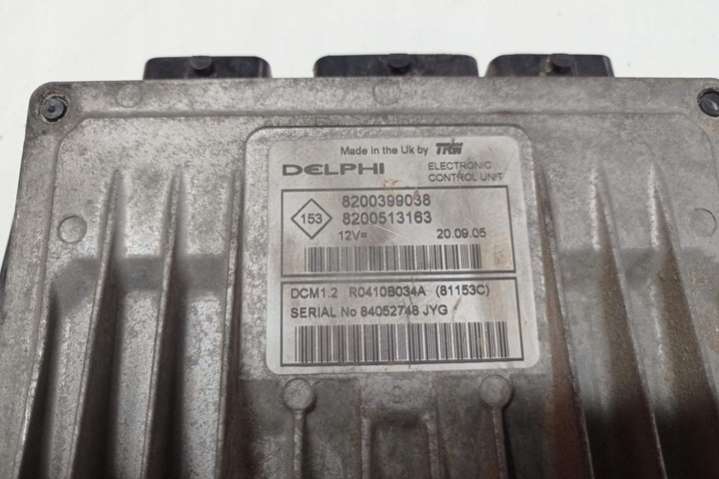 Made in the Uk by TRW
DELPHI
ELECTRONIC
CONTROL UNIT
153
8200399038
8200513163
12V= 20.09.05
DCM1.2 R0410B034A (81153C)
SERIAL No 84052748 JYG